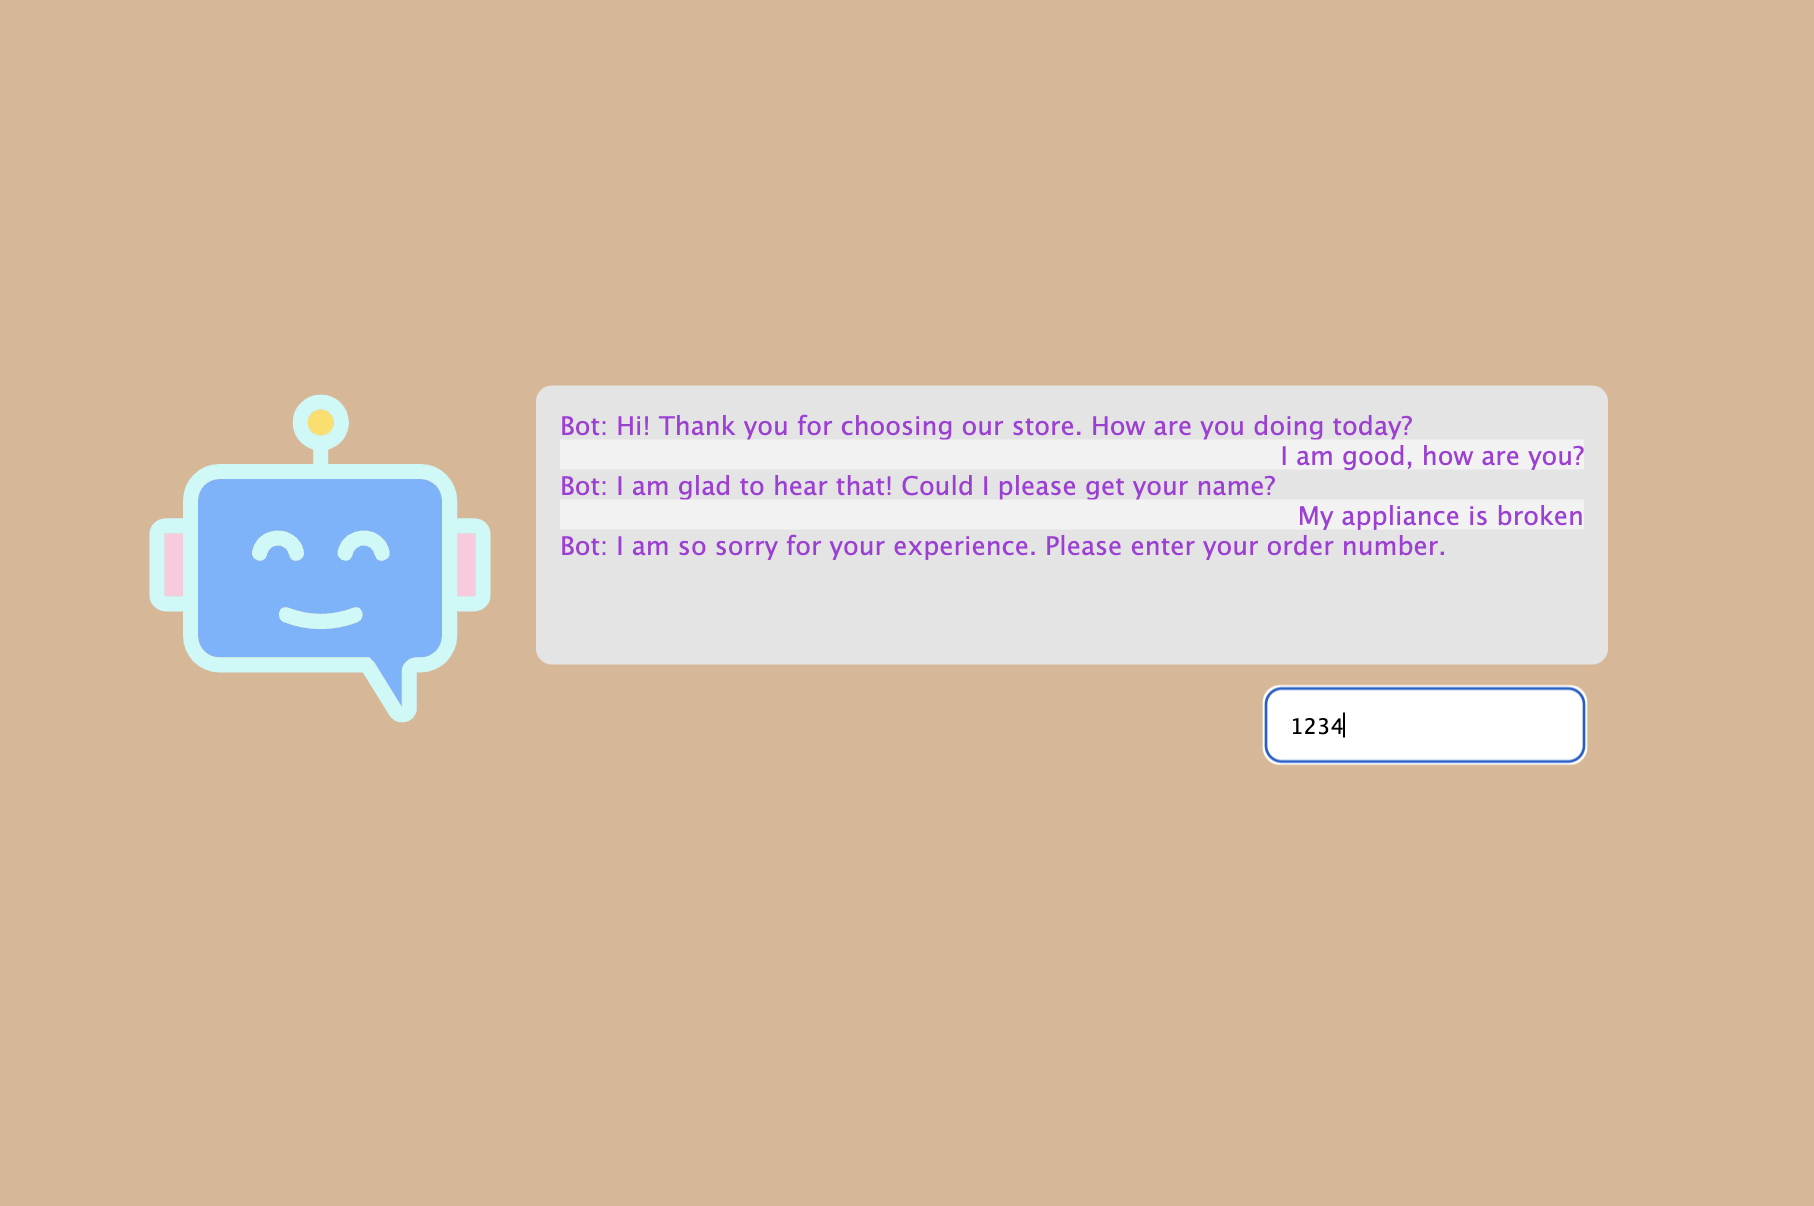 Bot: Hi! Thank you for choosing our store. How are you doing today?
I am good, how are you?
Bot: I am glad to hear that! Could I please get your name?
My appliance is broken
Bot: I am so sorry for your experience. Please enter your order number.
1234